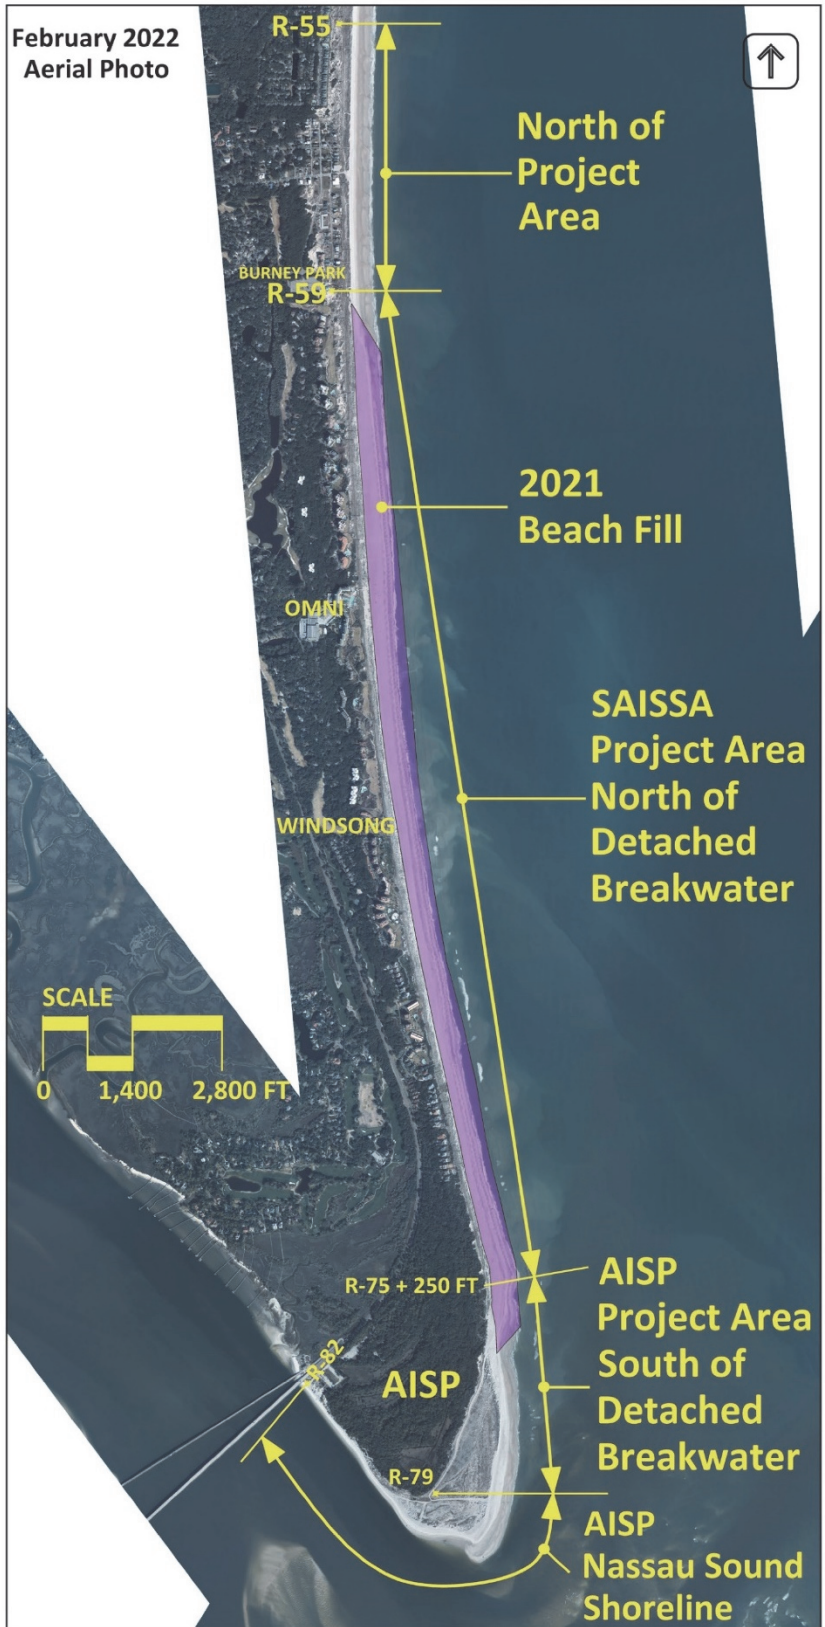 February 2022
Aerial Photo
R-55
North of
Project
Area
BURNEY PARK
R-59
2021
Beach Fill
OMNI
SAISSA
Project Area
North of
Detached
Breakwater
WINDSONG
SCALE
0 1,400 2,800 FT
R-75 + 250 FT
AISP
Project Area
South of
Detached
Breakwater
R-82
AISP
R-79
AISP
Nassau Sound
Shoreline